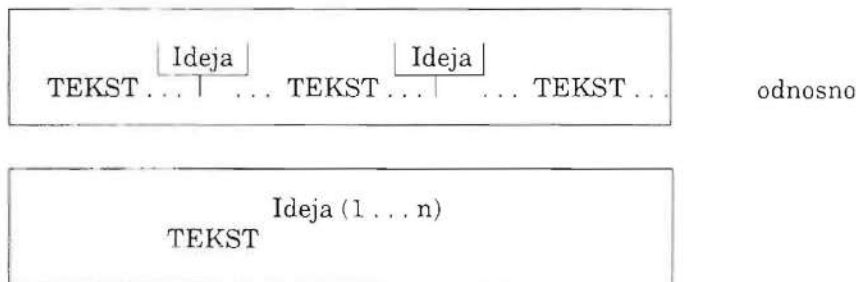 Ideja Ideja
TEKST ... ... TEKST ... ... TEKST ... odnosno
Ideja (1 ... n)
TEKST